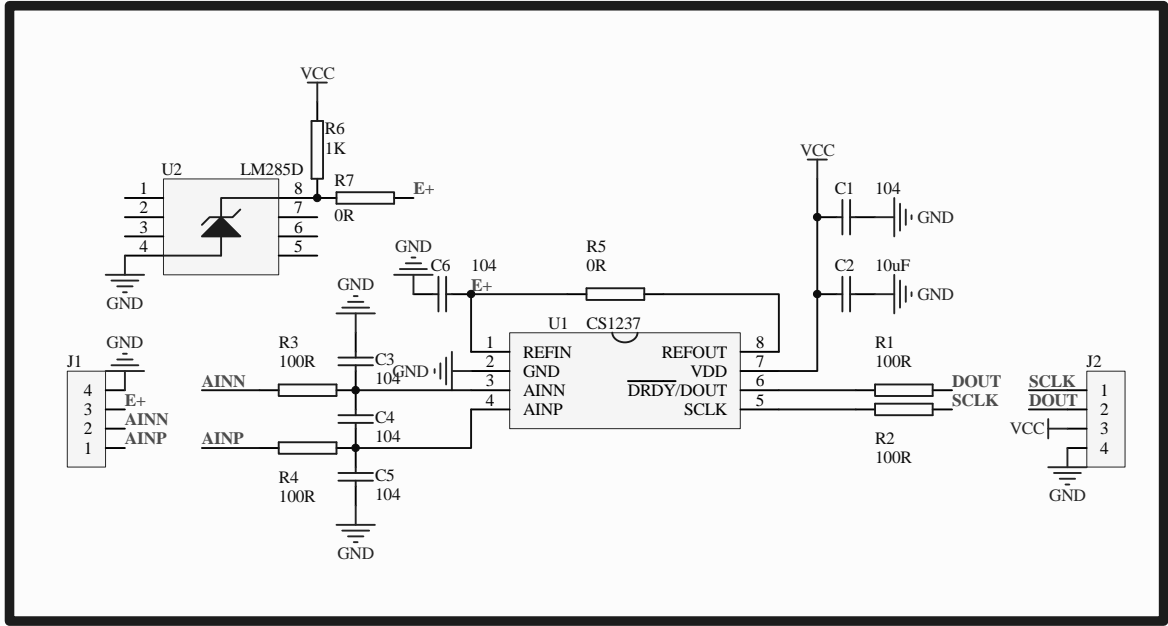 VCC
R6
1K
U2
LM285D
1
2
3
4
8
7
6
5
R7
0R
E+
GND
VCC
C1
104
GND
C2
10uF
GND
GND
C6
104
E+
R5
0R
U1
CS1237
1
2
3
4
REFIN
GND
AINN
AINP
REFOUT
VDD
DRDY/DOUT
SCLK
8
7
6
5
GND
GND
C3
104
C4
104
C5
104
GND
R3
100R
AINN
AINP
R4
100R
J1
GND
4
3
2
1
E+
AINN
AINP
R1
100R
DOUT
SCLK
R2
100R
J2
SCLK
DOUT
VCC
1
2
3
4
GND